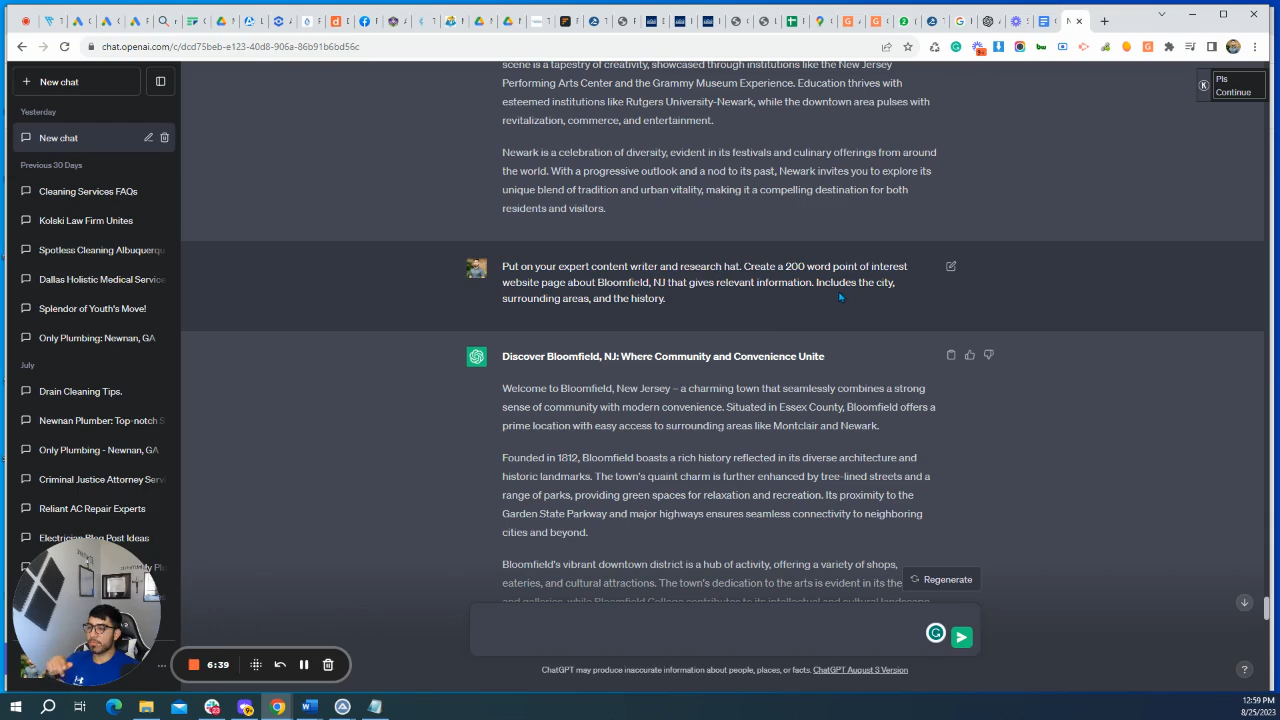 chat.openai.com/c/dcd75beb-e123-40d8-906a-86b91b6bd56c
New chat
Yesterday
New chat
Previous 30 Days
Cleaning Services FAQs
Kolski Law Firm Unites
Spotless Cleaning Albuquerqu
Dallas Holistic Medical Service
Splendor of Youth's Move!
Only Plumbing: Newnan, GA
July
Drain Cleaning Tips.
Newnan Plumber: Top-notch S
Only Plumbing - Newnan, GA
Criminal Justice Attorney Serv
Reliant AC Repair Experts
Electrician Blog Post Ideas
Pls
Continue
scene is a tapestry of creativity, showcased through institutions like the New Jersey
Performing Arts Center and the Grammy Museum Experience. Education thrives with
esteemed institutions like Rutgers University-Newark, while the downtown area pulses with
revitalization, commerce, and entertainment.
Newark is a celebration of diversity, evident in its festivals and culinary offerings from around
the world. With a progressive outlook and a nod to its past, Newark invites you to explore its
unique blend of tradition and urban vitality, making it a compelling destination for both
residents and visitors.
Put on your expert content writer and research hat. Create a 200 word point of interest
website page about Bloomfield, NJ that gives relevant information. Includes the city,
surrounding areas, and the history.
Discover Bloomfield, NJ: Where Community and Convenience Unite
Welcome to Bloomfield, New Jersey – a charming town that seamlessly combines a strong
sense of community with modern convenience. Situated in Essex County, Bloomfield offers a
prime location with easy access to surrounding areas like Montclair and Newark.
Founded in 1812, Bloomfield boasts a rich history reflected in its diverse architecture and
historic landmarks. The town's quaint charm is further enhanced by tree-lined streets and a
range of parks, providing green spaces for relaxation and recreation. Its proximity to the
Garden State Parkway and major highways ensures seamless connectivity to neighboring
cities and beyond.
Bloomfield's vibrant downtown district is a hub of activity, offering a variety of shops,
eateries, and cultural attractions. The town's dedication to the arts is evident in its the
and galleries, while Bloomfield College contributes to its intellectual and cultural landscape
Regenerate
ChatGPT may produce inaccurate information about people, places, or facts. ChatGPT August 3 Version
6:39
12:59 PM
8/25/2023